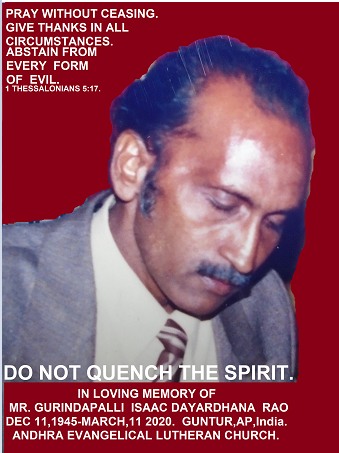 PRAY WITHOUT CEASING.
GIVE THANKS IN ALL
CIRCUMSTANCES.
ABSTAIN FROM
EVERY FORM
OF EVIL.
1 THESSALONIANS 5:17.
DO NOT QUENCH THE SPIRIT.
IN LOVING MEMORY OF
MR. GURINDAPALLI ISAAC DAYARDHANA RAO
DEC 11,1945-MARCH,11 2020. GUNTUR,AP,India.
ANDHRA EVANGELICAL LUTHERAN CHURCH.